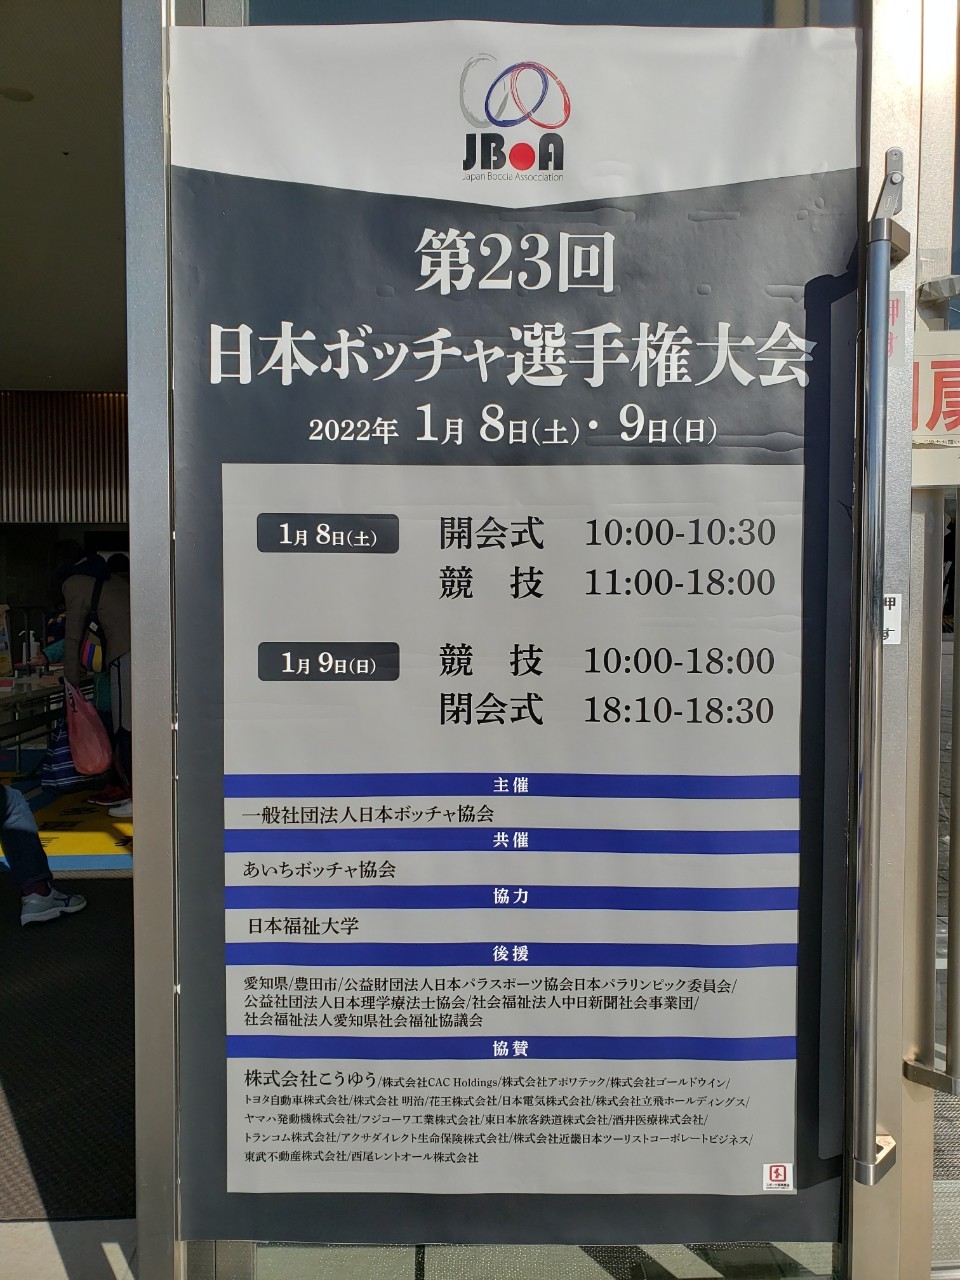 JBoA
Japan Boccia Assocciation
第23回
日本ボッチャ選手権大会
2022年 1月 8日(土)・9日(日)
1月 8日(土) 開会式 10:00-10:30
競 技 11:00-18:00
1月 9日(日) 競 技 10:00-18:00
閉会式 18:10-18:30
主催
一般社団法人日本ボッチャ協会
共催
あいちボッチャ協会
協力
日本福祉大学
後援
愛知県/豊田市/公益財団法人日本パラスポーツ協会日本パラリンピック委員会/
公益社団法人日本理学療法士協会/社会福祉法人中日新聞社会事業団/
社会福祉法人愛知県社会福祉協議会
協賛
株式会社こうゆう/株式会社CAC Holdings/株式会社アポワテック/株式会社ゴールドウイン/
トヨタ自動車株式会社/株式会社 明治/花王株式会社/日本電気株式会社/株式会社立飛ホールディングス/
ヤマハ発動機株式会社/フジコーワ工業株式会社/東日本旅客鉄道株式会社/酒井医療株式会社/
トランコム株式会社/アクサダイレクト生命保険株式会社/株式会社近畿日本ツーリストコーポレートビジネス/
東武不動産株式会社/西尾レントオール株式会社
押
す
押
す